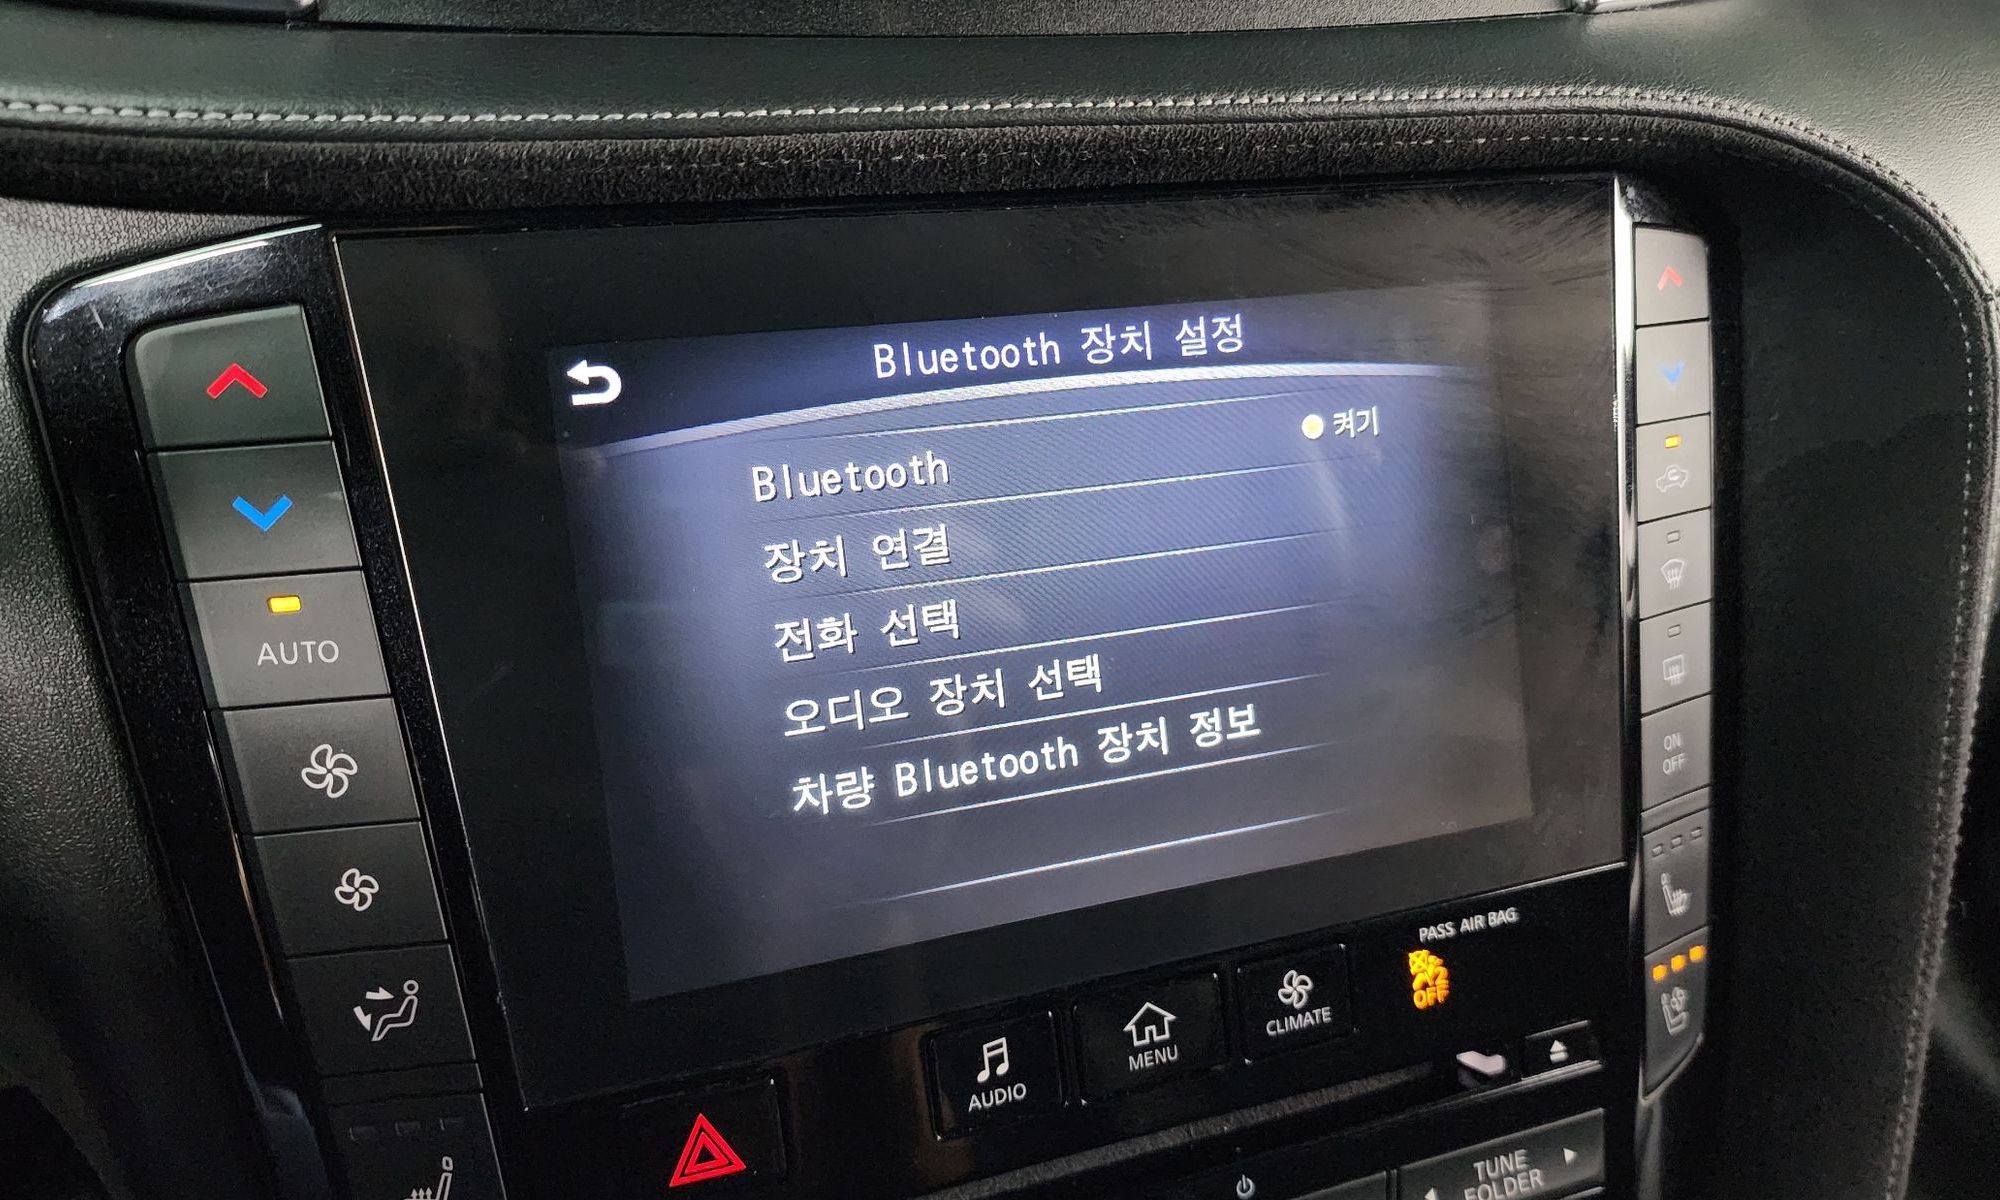 Bluetooth 장치 설정
켜기
Bluetooth
장치 연결
전화 선택
오디오 장치 선택
차량 Bluetooth 장치 정보
AUTO
ON
OFF
PASS AIR BAG
OFF
AUDIO
MENU
CLIMATE
TUNE
FOLDER